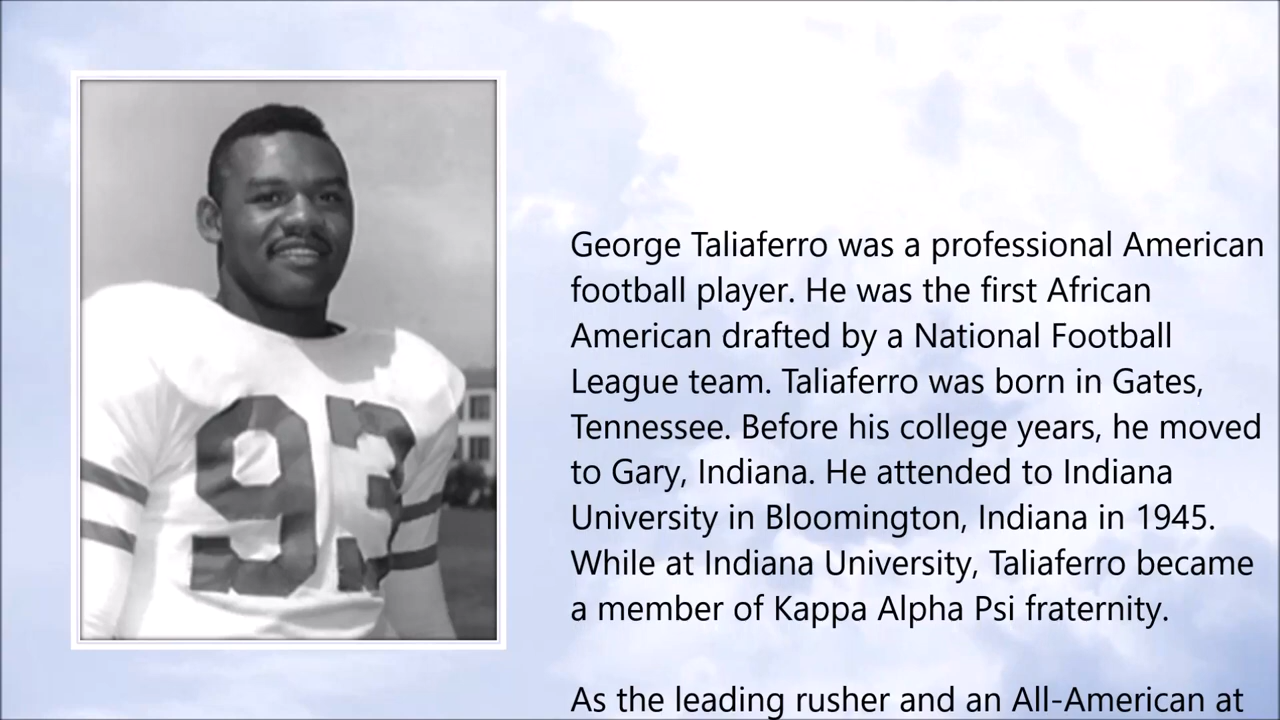 George Taliaferro was a professional American
football player. He was the first African
American drafted by a National Football
League team. Taliaferro was born in Gates,
Tennessee. Before his college years, he moved
to Gary, Indiana. He attended to Indiana
University in Bloomington, Indiana in 1945.
While at Indiana University, Taliaferro became
a member of Kappa Alpha Psi fraternity.
As the leading rusher and an All-American at
93